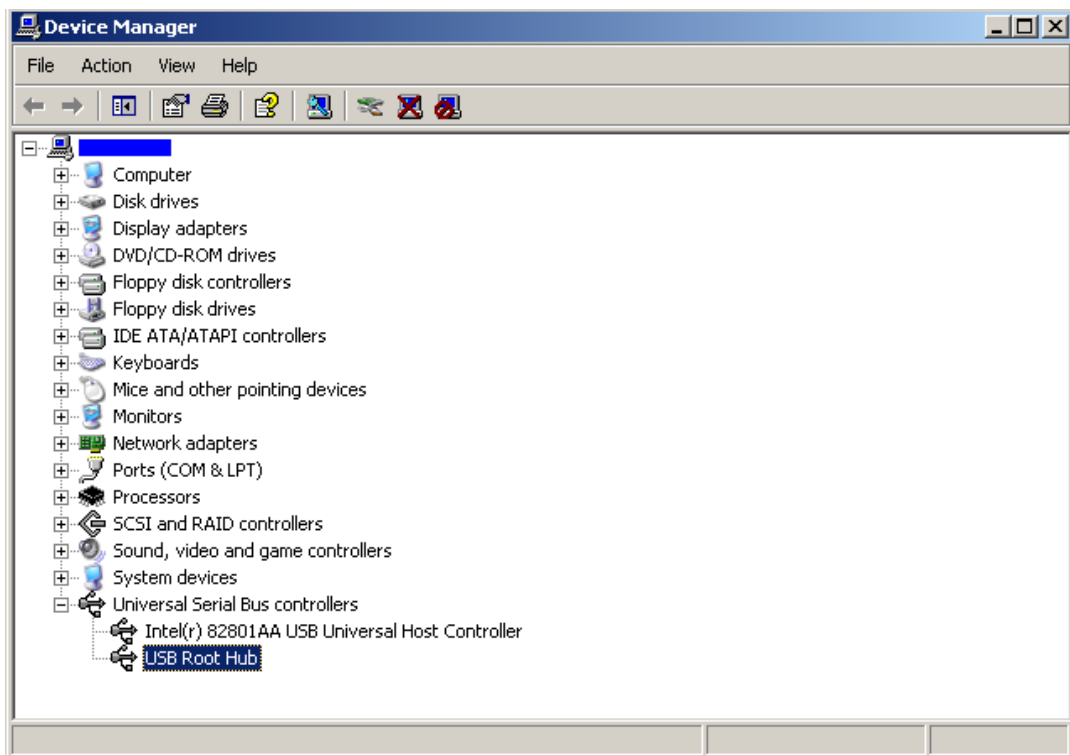 Device Manager
File Action View Help
Computer
Disk drives
Display adapters
DVD/CD-ROM drives
Floppy disk controllers
Floppy disk drives
IDE ATA/ATAPI controllers
Keyboards
Mice and other pointing devices
Monitors
Network adapters
Ports (COM & LPT)
Processors
SCSI and RAID controllers
Sound, video and game controllers
System devices
Universal Serial Bus controllers
Intel(r) 82801AA USB Universal Host Controller
USB Root Hub